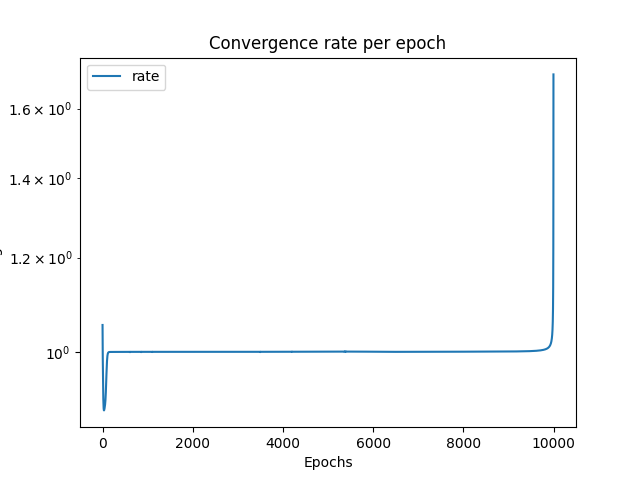 Convergence rate per epoch
rate
1.6 × 10⁰
1.4 × 10⁰
1.2 × 10⁰
10⁰
0 2000 4000 6000 8000 10000
Epochs